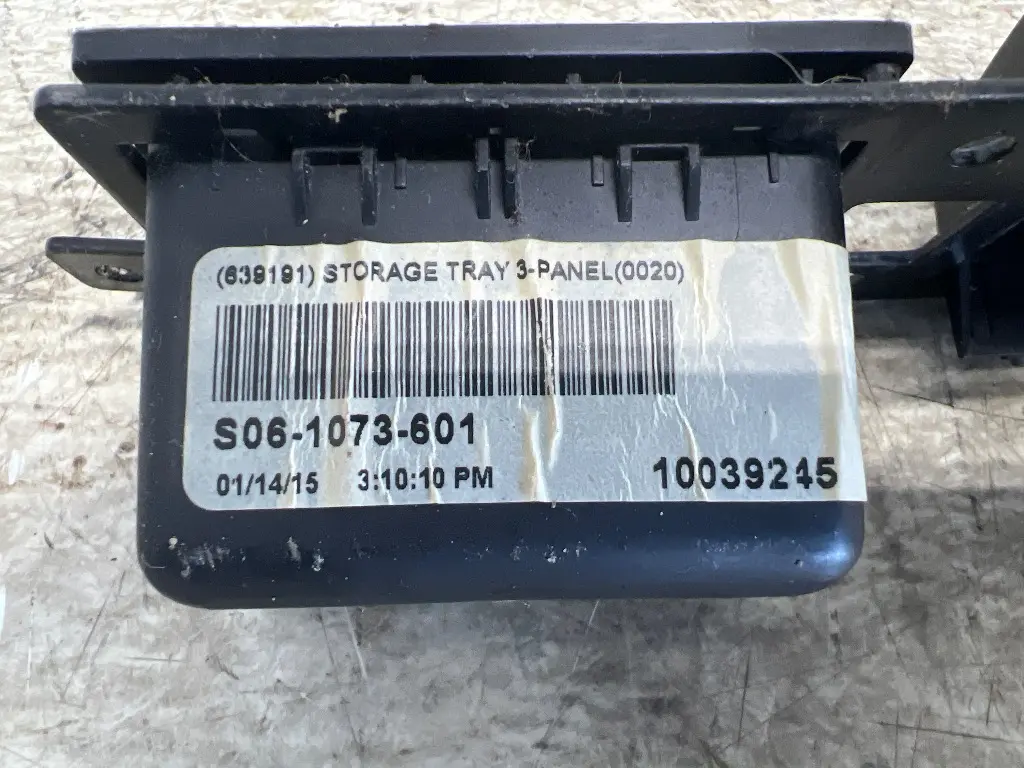 (639191) STORAGE TRAY 3-PANEL(0020)
S06-1073-601
01/14/15 3:10:10 PM 10039245